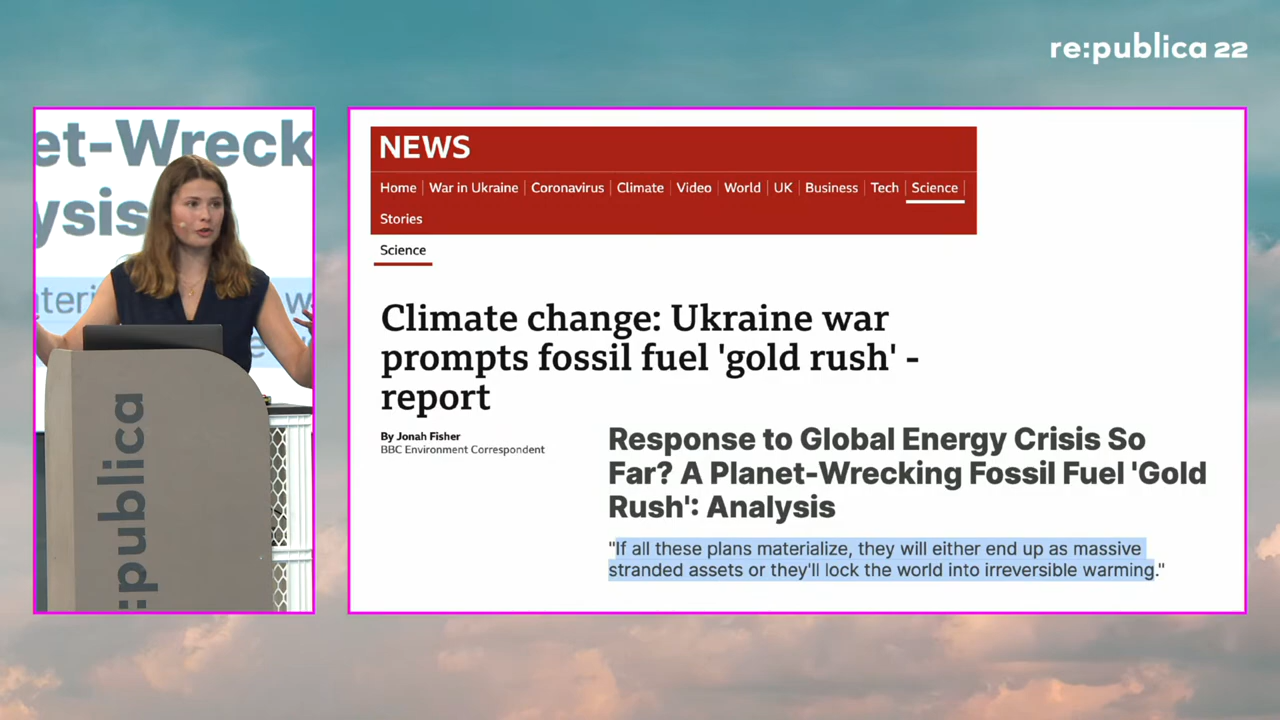 re:publica 22
et-Wreck
ysis
teri
w
:publica
NEWS
Home War in Ukraine Coronavirus Climate Video World UK Business Tech Science
Stories
Science
Climate change: Ukraine war
prompts fossil fuel 'gold rush' -
report
By Jonah Fisher
BBC Environment Correspondent
Response to Global Energy Crisis So
Far? A Planet-Wrecking Fossil Fuel 'Gold
Rush': Analysis
"If all these plans materialize, they will either end up as massive
stranded assets or they'll lock the world into irreversible warming."